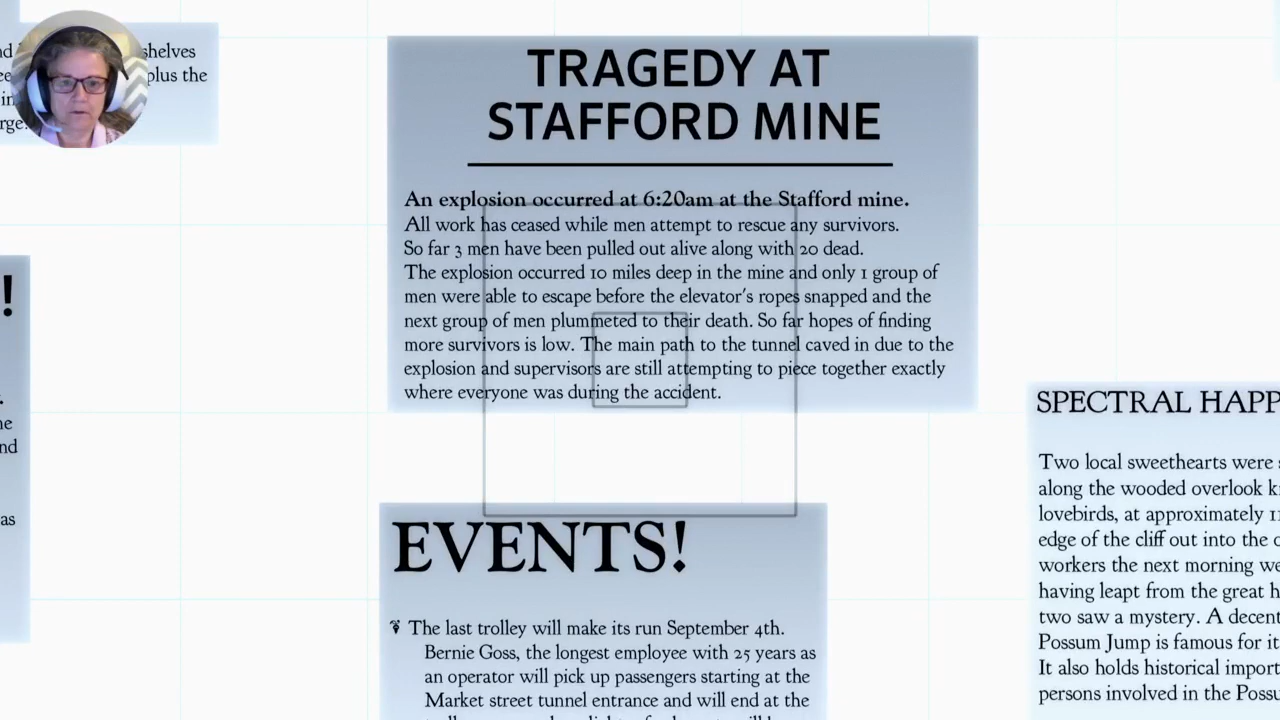 shelves
plus the
TRAGEDY AT
STAFFORD MINE
An explosion occurred at 6:20am at the Stafford mine.
All work has ceased while men attempt to rescue any survivors.
So far 3 men have been pulled out alive along with 20 dead.
The explosion occurred 10 miles deep in the mine and only 1 group of
men were able to escape before the elevator's ropes snapped and the
next group of men plummeted to their death. So far hopes of finding
more survivors is low. The main path to the tunnel caved in due to the
explosion and supervisors are still attempting to piece together exactly
where everyone was during the accident.
!
as
EVENTS!
The last trolley will make its run September 4th.
Bernie Goss, the longest employee with 25 years as
an operator will pick up passengers starting at the
Market street tunnel entrance and will end at the
SPECTRAL HAPP
Two local sweethearts were
along the wooded overlook
lovebirds, at approximately
edge of the cliff out into the
workers the next morning we
having leapt from the great h
two saw a mystery. A decent
Possum Jump is famous for it
It also holds historical impor
persons involved in the Possu